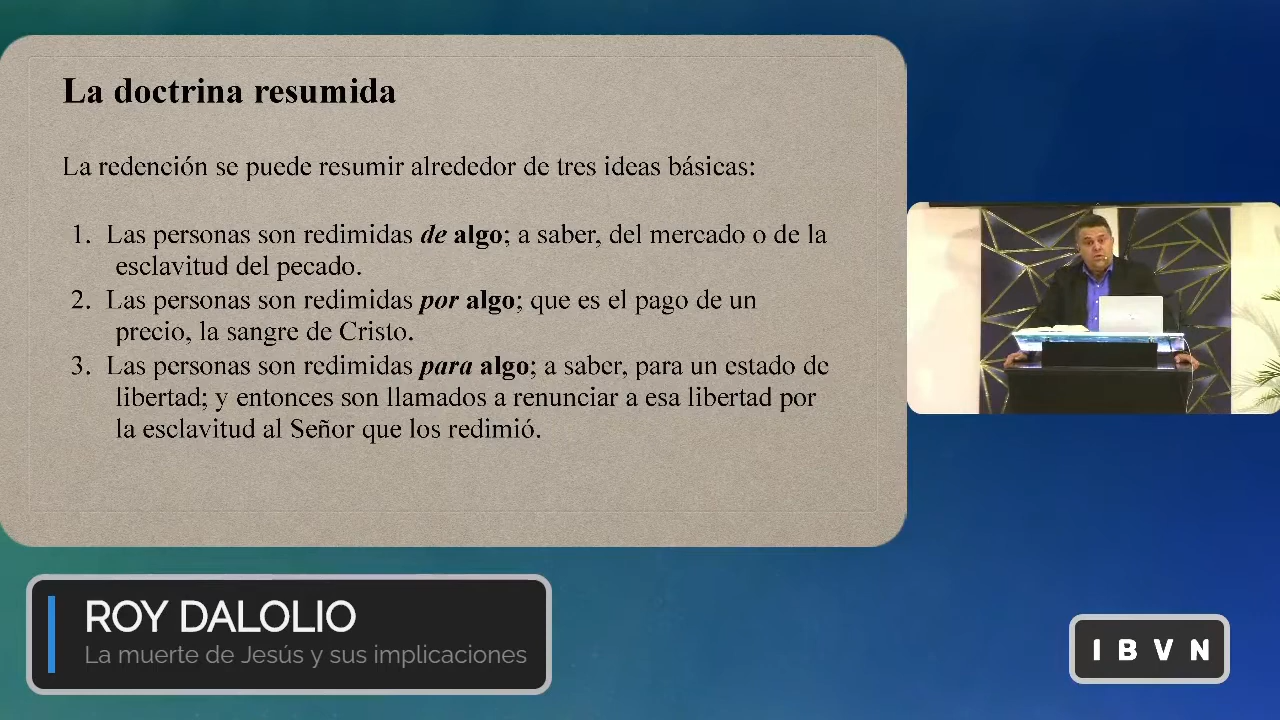 La doctrina resumida
La redención se puede resumir alrededor de tres ideas básicas:
1. Las personas son redimidas de algo; a saber, del mercado o de la
esclavitud del pecado.
2. Las personas son redimidas por algo; que es el pago de un
precio, la sangre de Cristo.
3. Las personas son redimidas para algo; a saber, para un estado de
libertad; y entonces son llamados a renunciar a esa libertad por
la esclavitud al Señor que los redimió.
ROY DALOLIO
La muerte de Jesús y sus implicaciones
IBVN